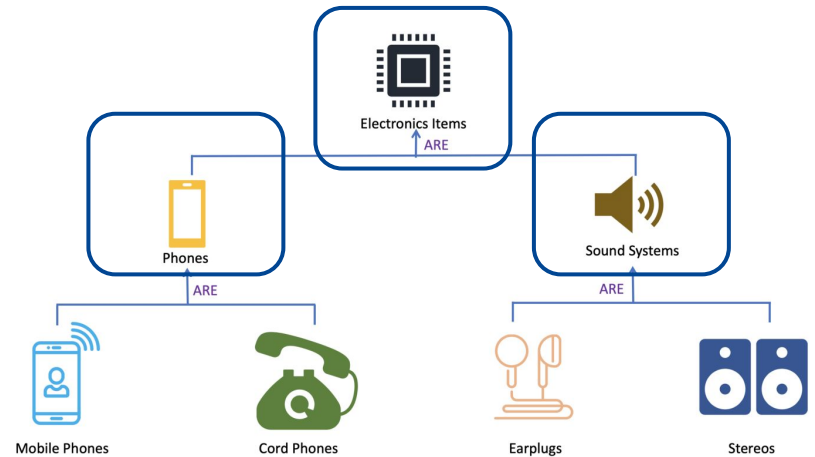 Electronics Items
ARE
Phones
Sound Systems
ARE
ARE
Mobile Phones
Cord Phones
Earplugs
Stereos